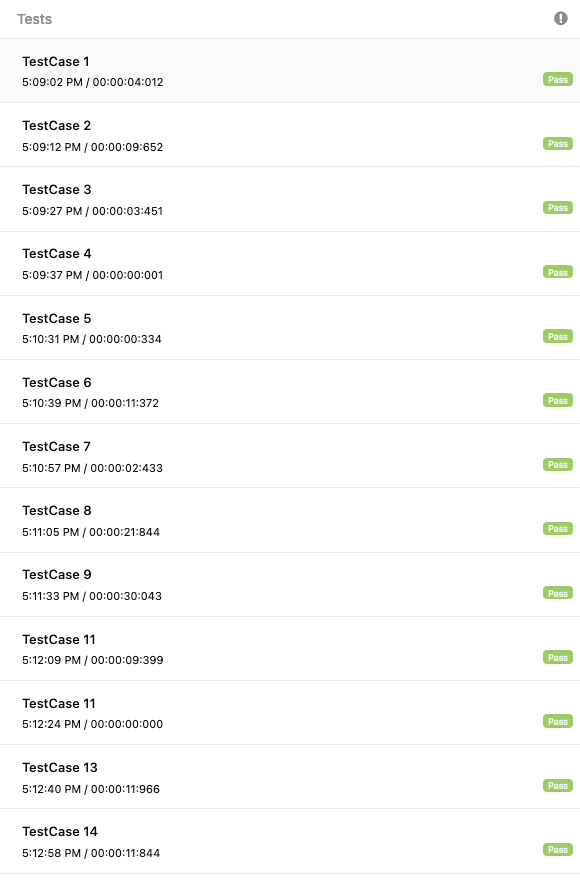 Tests
TestCase 1
5:09:02 PM / 00:00:04:012
Pass
TestCase 2
5:09:12 PM / 00:00:09:652
Pass
TestCase 3
5:09:27 PM / 00:00:03:451
Pass
TestCase 4
5:09:37 PM / 00:00:00:001
Pass
TestCase 5
5:10:31 PM / 00:00:00:334
Pass
TestCase 6
5:10:39 PM / 00:00:11:372
Pass
TestCase 7
5:10:57 PM / 00:00:02:433
Pass
TestCase 8
5:11:05 PM / 00:00:21:844
Pass
TestCase 9
5:11:33 PM / 00:00:30:043
Pass
TestCase 11
5:12:09 PM / 00:00:09:399
Pass
TestCase 11
5:12:24 PM / 00:00:00:000
Pass
TestCase 13
5:12:40 PM / 00:00:11:966
Pass
TestCase 14
5:12:58 PM / 00:00:11:844
Pass